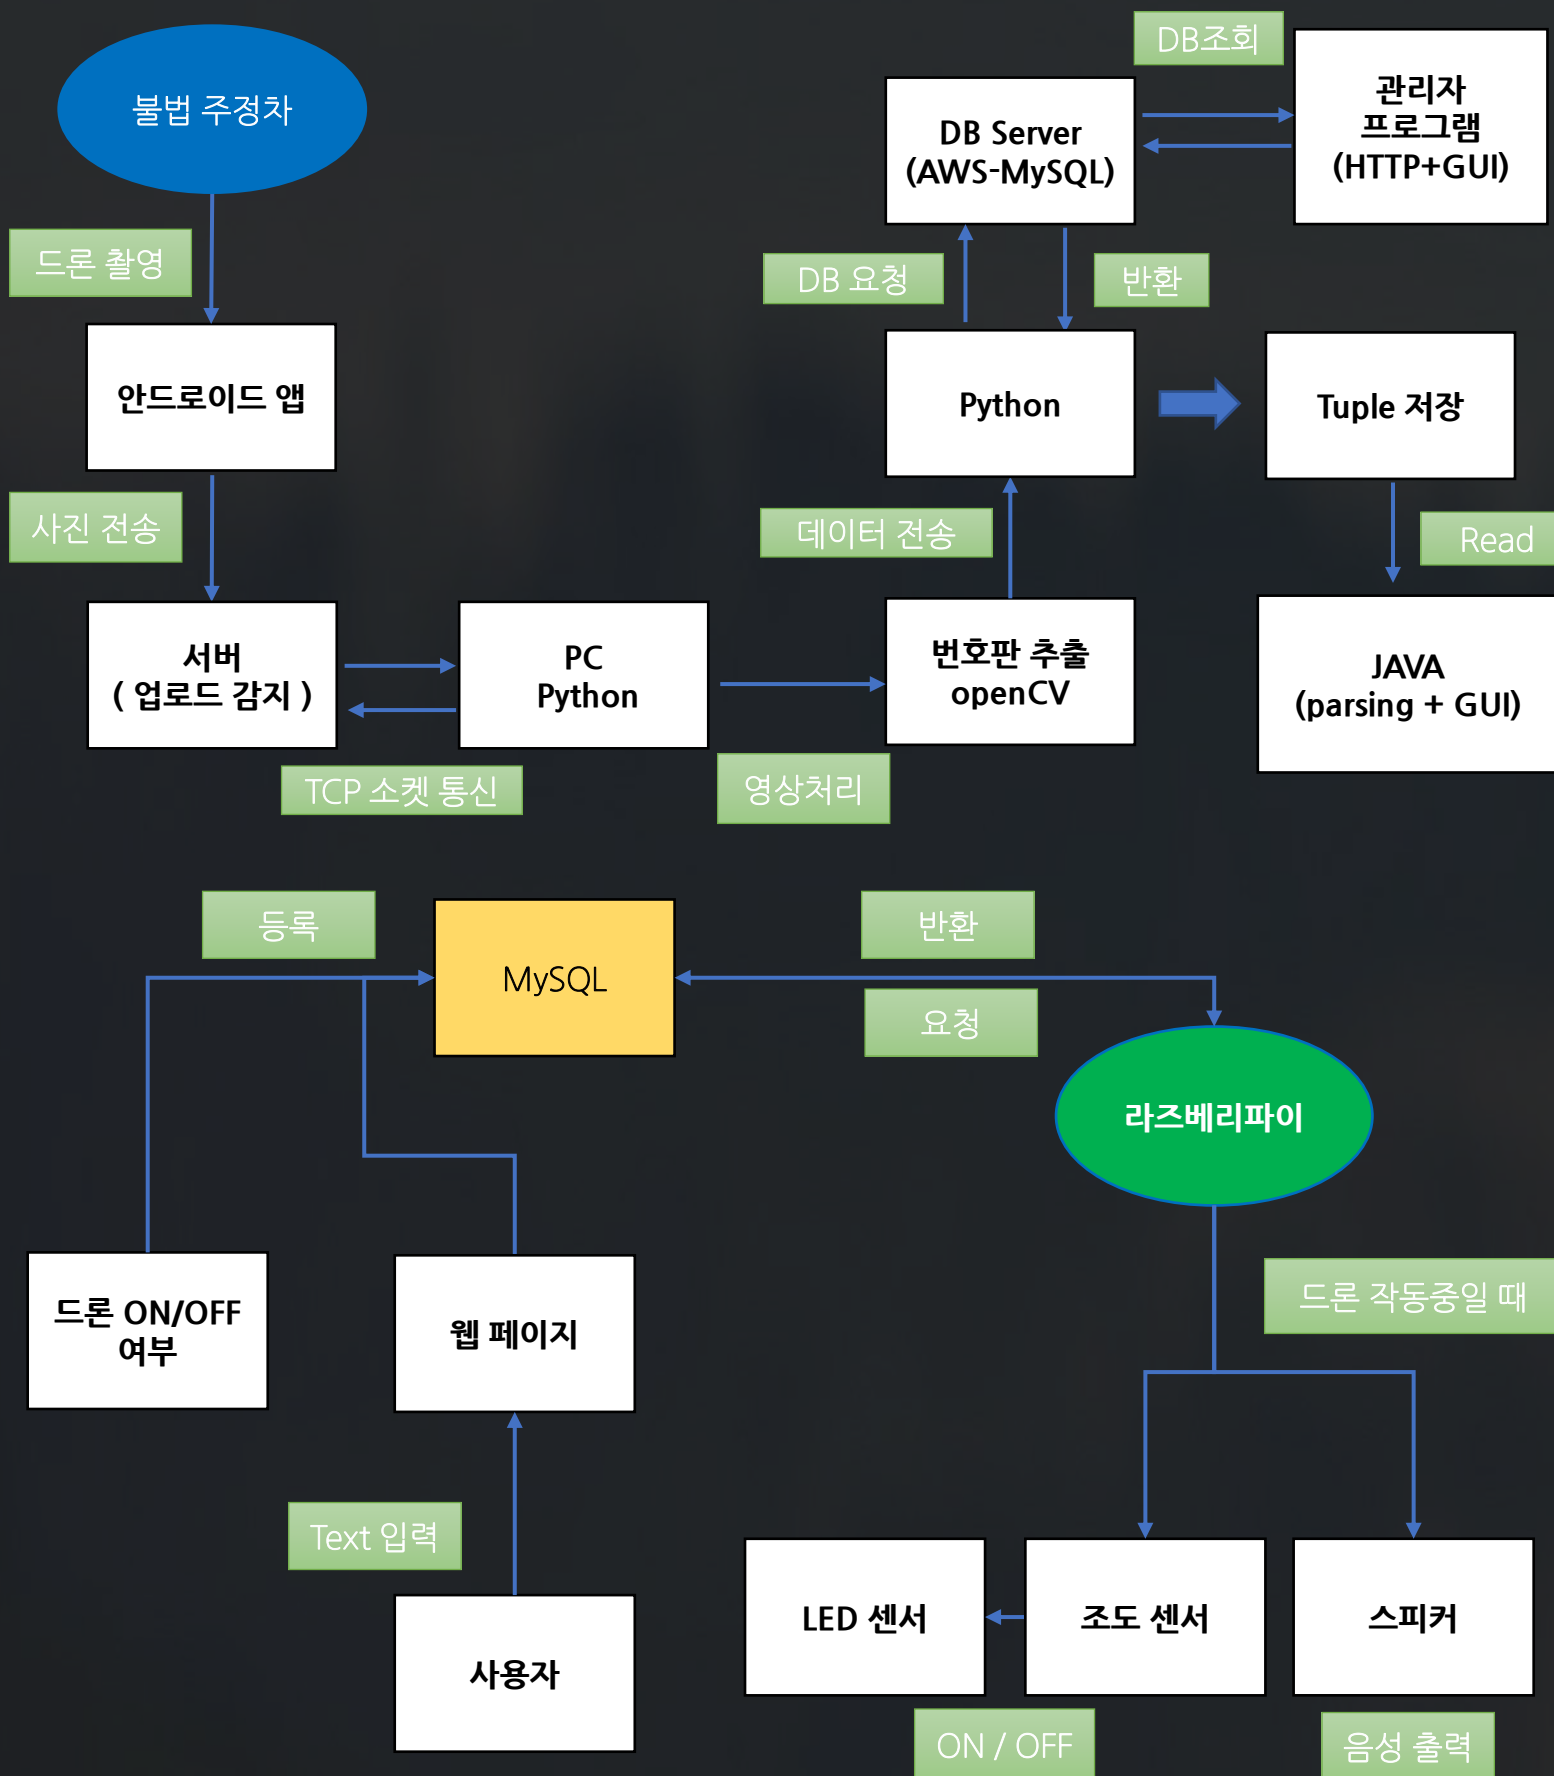 불법 주정차
DB조회
관리자
프로그램
(HTTP+GUI)
DB Server
(AWS-MySQL)
드론 촬영
DB 요청
반환
안드로이드 앱
Python
Tuple 저장
사진 전송
데이터 전송
Read
서버
( 업로드 감지 )
PC
Python
번호판 추출
openCV
JAVA
(parsing + GUI)
TCP 소켓 통신
영상처리
등록
MySQL
반환
요청
라즈베리파이
드론 ON/OFF
여부
웹 페이지
드론 작동중일 때
Text 입력
사용자
LED 센서
조도 센서
스피커
ON / OFF
음성 출력